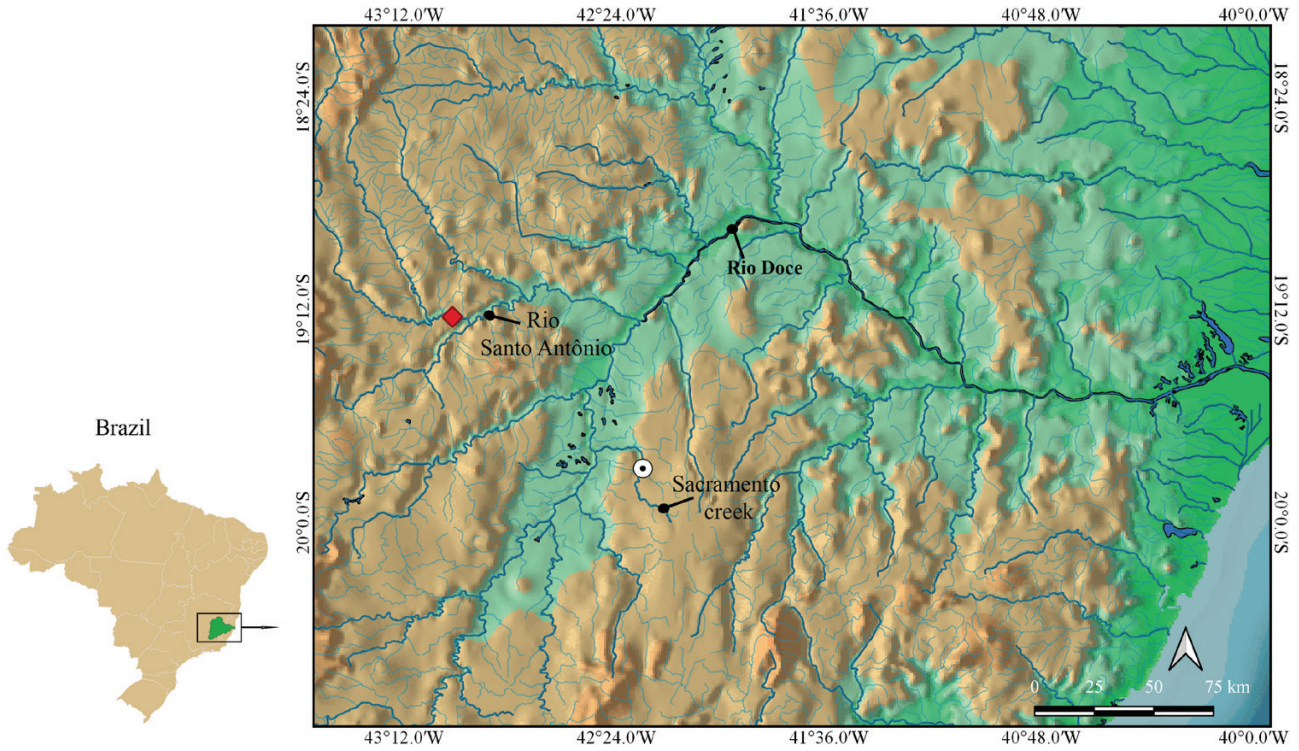 43°12.0'W 42°24.0'W 41°36.0'W 40°48.0'W 40°0.0'W
18°24.0'S
18°24.0'S
Rio Doce
19°12.0'S
19°12.0'S
Rio
Santo Antônio
Brazil
Sacramento
creek
20°0.0'S
20°0.0'S
0 25 50 75 km
43°12.0'W 42°24.0'W 41°36.0'W 40°48.0'W 40°0.0'W